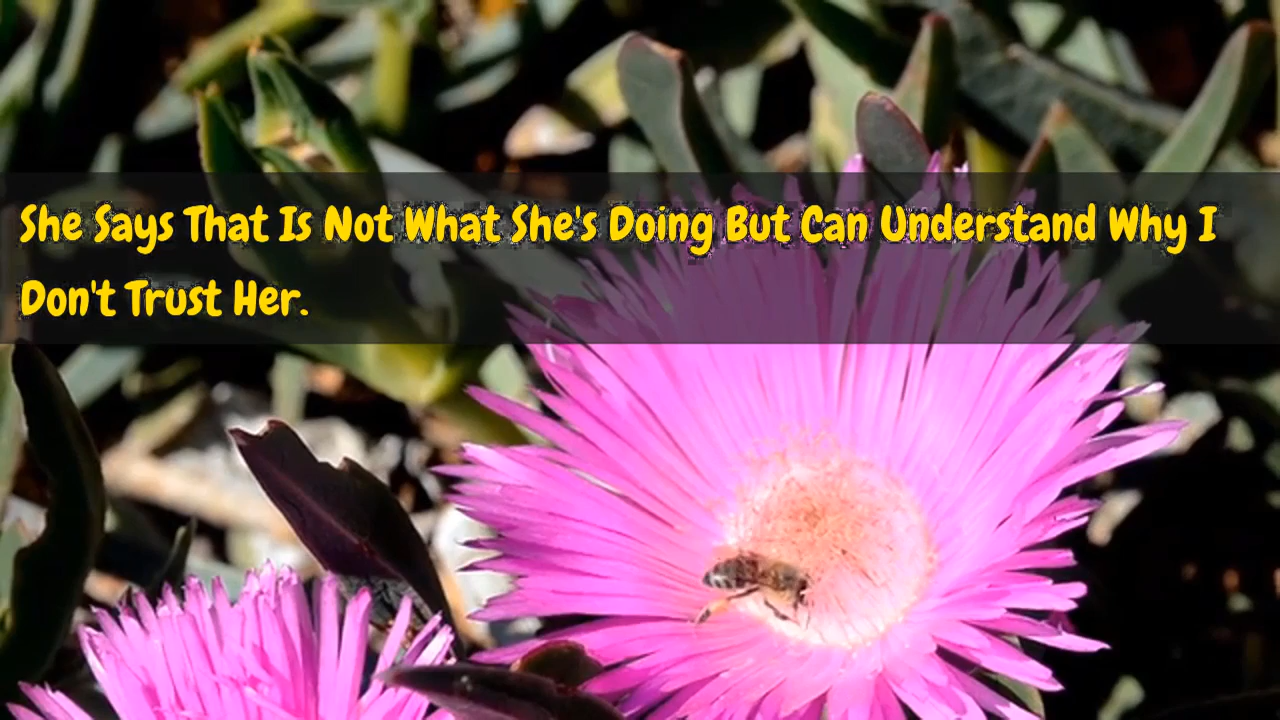 She Says That Is Not What She's Doing But Can Understand Why I
Don't Trust Her.